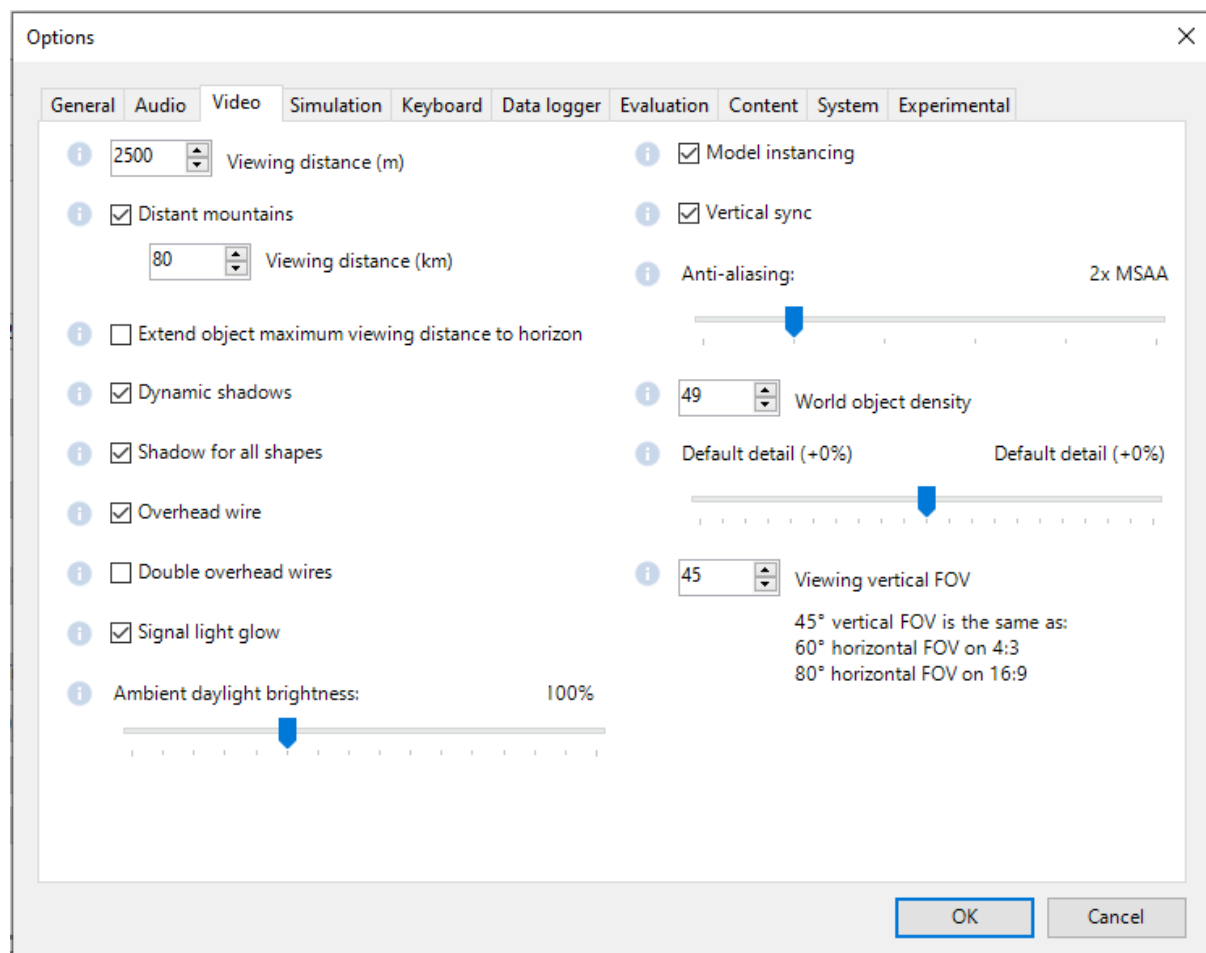 Options
General Audio Video Simulation Keyboard Data logger Evaluation Content System Experimental
2500 Viewing distance (m)
Distant mountains
80 Viewing distance (km)
Extend object maximum viewing distance to horizon
Dynamic shadows
Shadow for all shapes
Overhead wire
Double overhead wires
Signal light glow
Ambient daylight brightness: 100%
Model instancing
Vertical sync
Anti-aliasing: 2x MSAA
49 World object density
Default detail (+0%) Default detail (+0%)
45 Viewing vertical FOV
45° vertical FOV is the same as:
60° horizontal FOV on 4:3
80° horizontal FOV on 16:9
OK Cancel